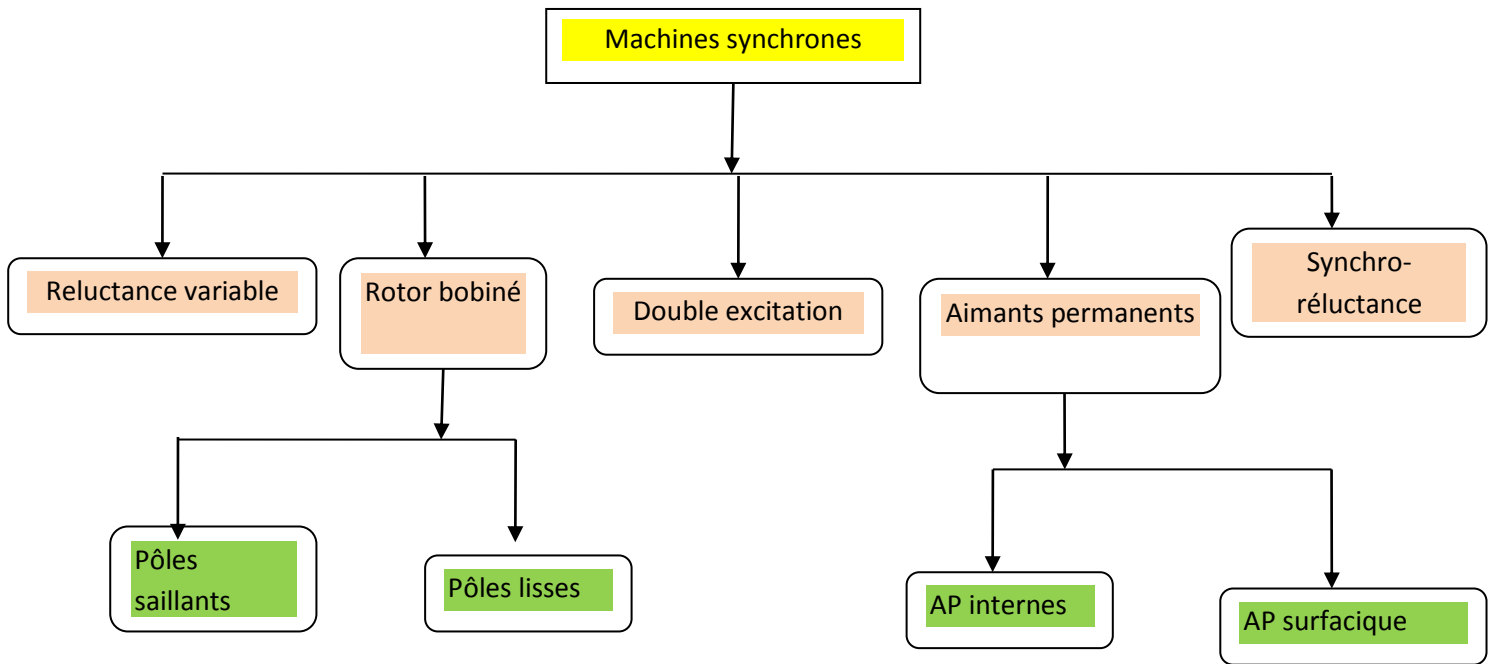 Machines synchrones
Reluctance variable
Rotor bobiné
Double excitation
Aimants permanents
Synchro-
réluctance
Pôles
saillants
Pôles lisses
AP internes
AP surfacique